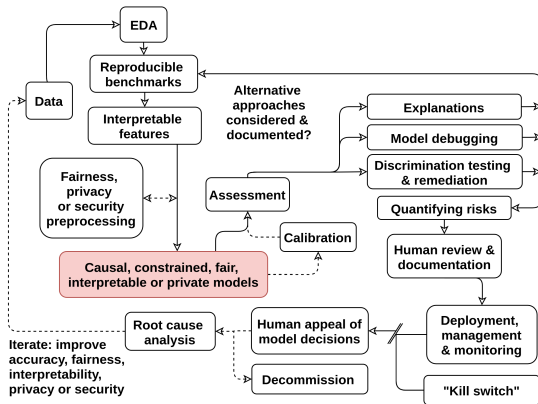 EDA
Reproducible
benchmarks
Data
Interpretable
features
Alternative
approaches
considered &
documented?
Explanations
Model debugging
Discrimination testing
& remediation
Fairness,
privacy
or security
preprocessing
Assessment
Quantifying risks
Calibration
Human review &
documentation
Causal, constrained, fair,
interpretable or private models
Root cause
analysis
Human appeal of
model decisions
Deployment,
management
& monitoring
Iterate: improve
accuracy, fairness,
interpretability,
privacy or security
Decommission
"Kill switch"